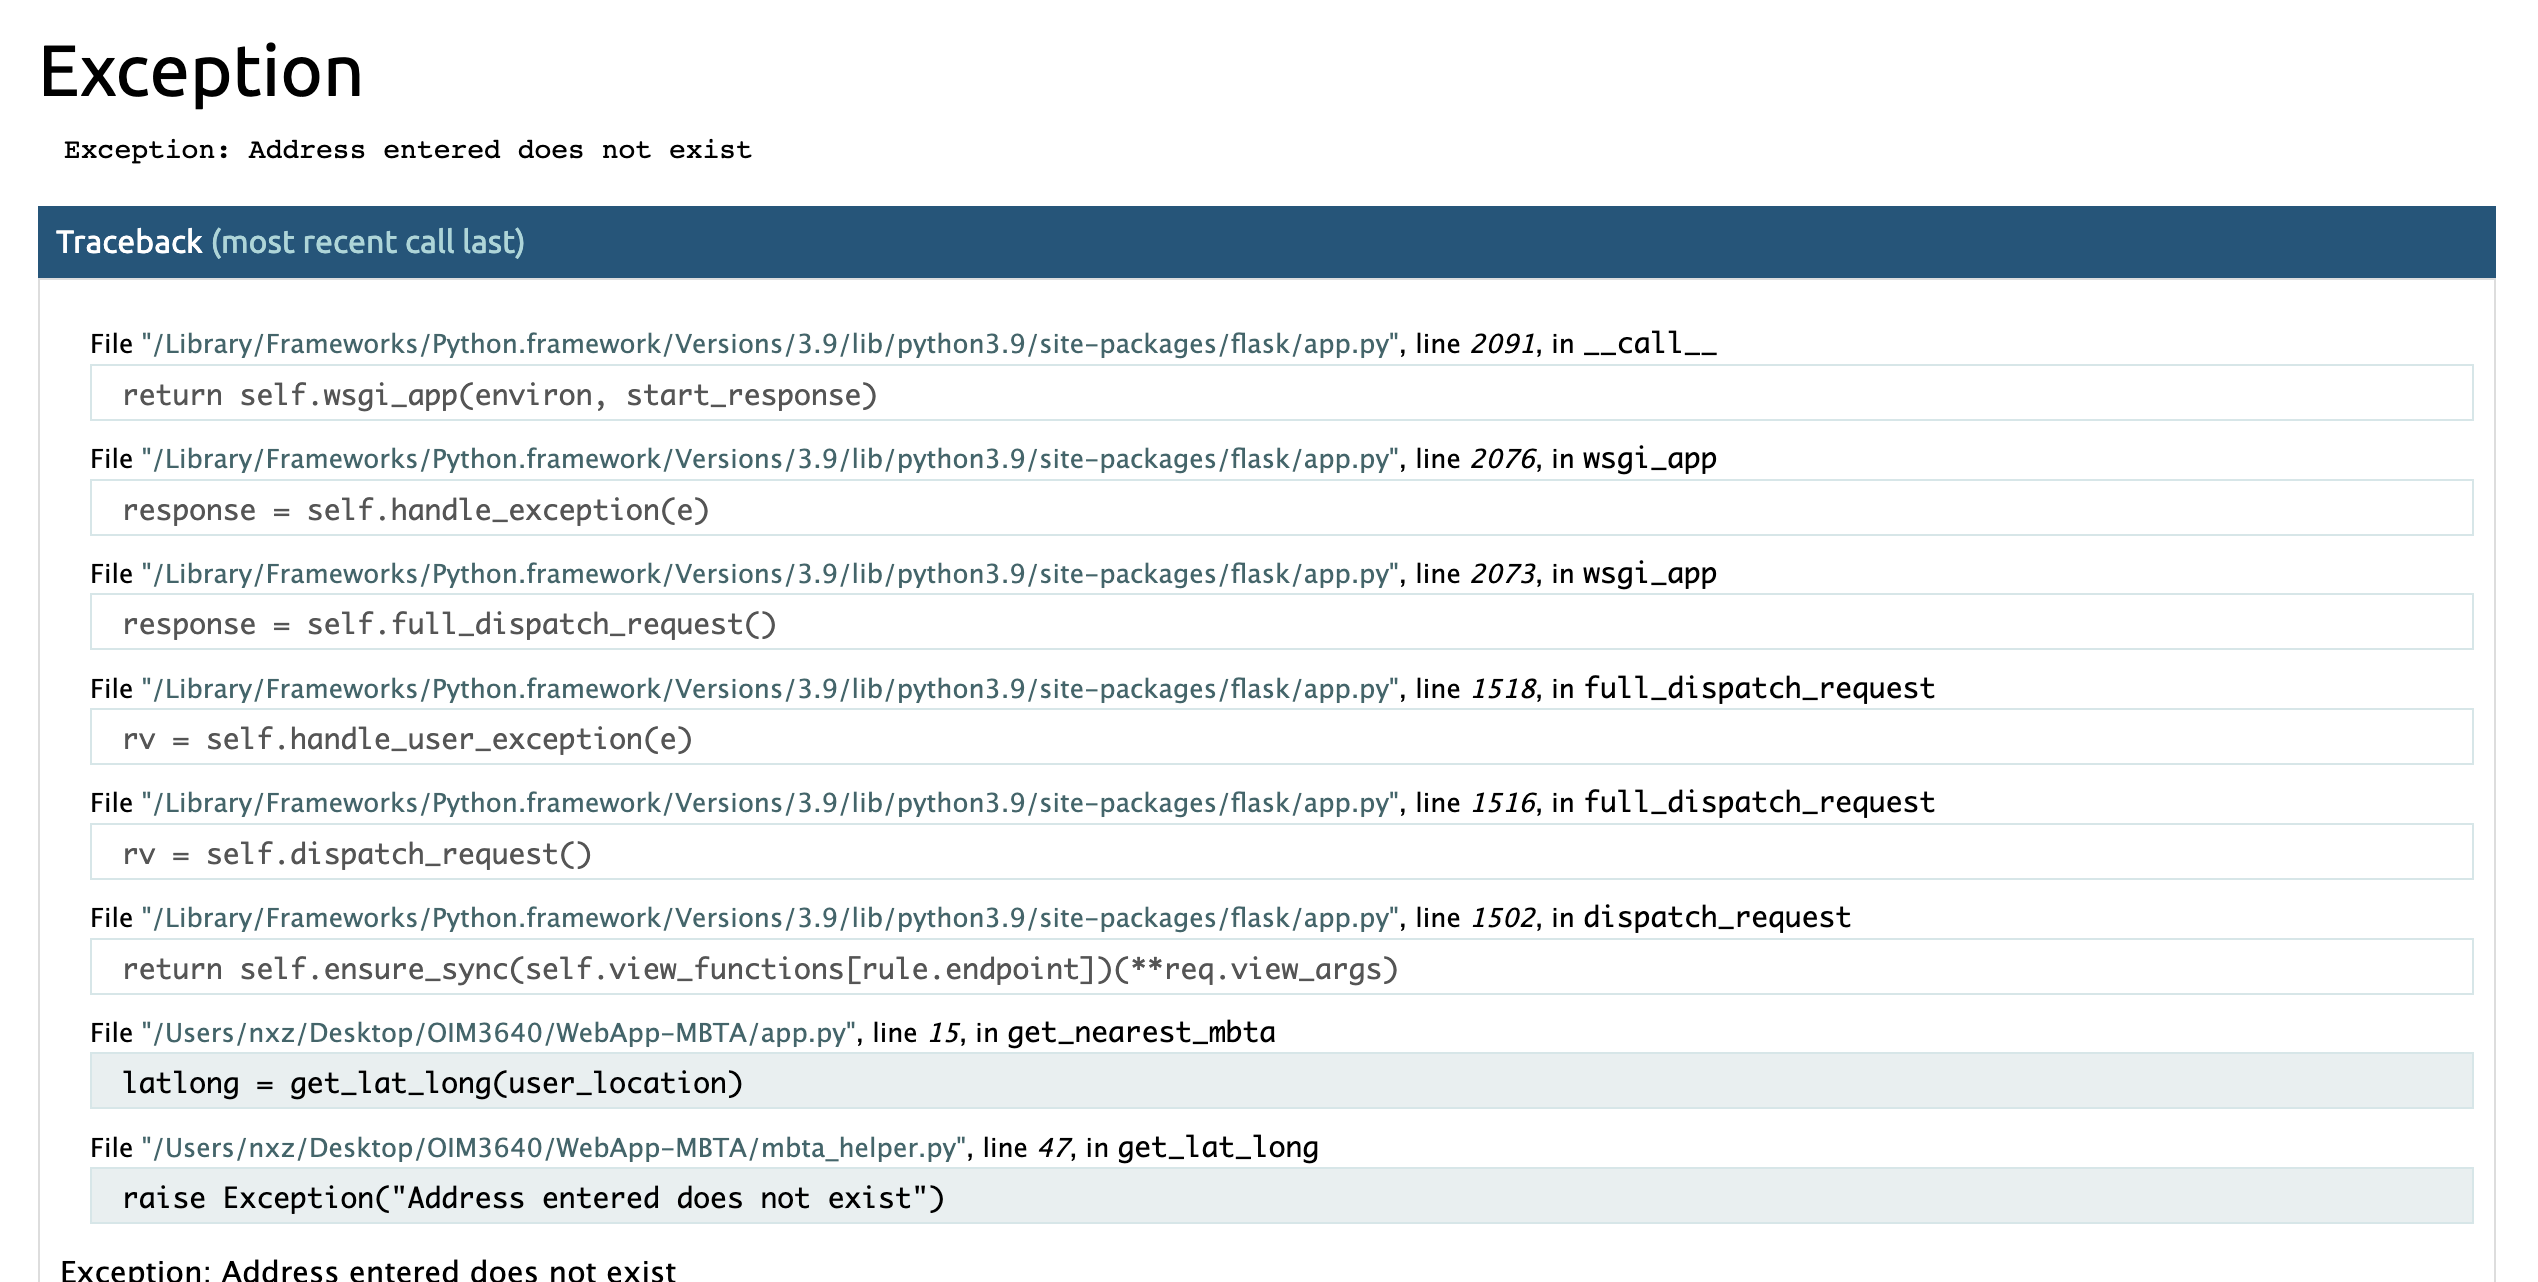 Exception
Exception: Address entered does not exist
Traceback (most recent call last)
File "/Library/Frameworks/Python.framework/Versions/3.9/lib/python3.9/site-packages/flask/app.py", line 2091, in __call__
return self.wsgi_app(environ, start_response)
File "/Library/Frameworks/Python.framework/Versions/3.9/lib/python3.9/site-packages/flask/app.py", line 2076, in wsgi_app
response = self.handle_exception(e)
File "/Library/Frameworks/Python.framework/Versions/3.9/lib/python3.9/site-packages/flask/app.py", line 2073, in wsgi_app
response = self.full_dispatch_request()
File "/Library/Frameworks/Python.framework/Versions/3.9/lib/python3.9/site-packages/flask/app.py", line 1518, in full_dispatch_request
rv = self.handle_user_exception(e)
File "/Library/Frameworks/Python.framework/Versions/3.9/lib/python3.9/site-packages/flask/app.py", line 1516, in full_dispatch_request
rv = self.dispatch_request()
File "/Library/Frameworks/Python.framework/Versions/3.9/lib/python3.9/site-packages/flask/app.py", line 1502, in dispatch_request
return self.ensure_sync(self.view_functions[rule.endpoint])(**req.view_args)
File "/Users/nxz/Desktop/OIM3640/WebApp-MBTA/app.py", line 15, in get_nearest_mbta
latlong = get_lat_long(user_location)
File "/Users/nxz/Desktop/OIM3640/WebApp-MBTA/mbta_helper.py", line 47, in get_lat_long
raise Exception("Address entered does not exist")
Exception: Address entered does not exist